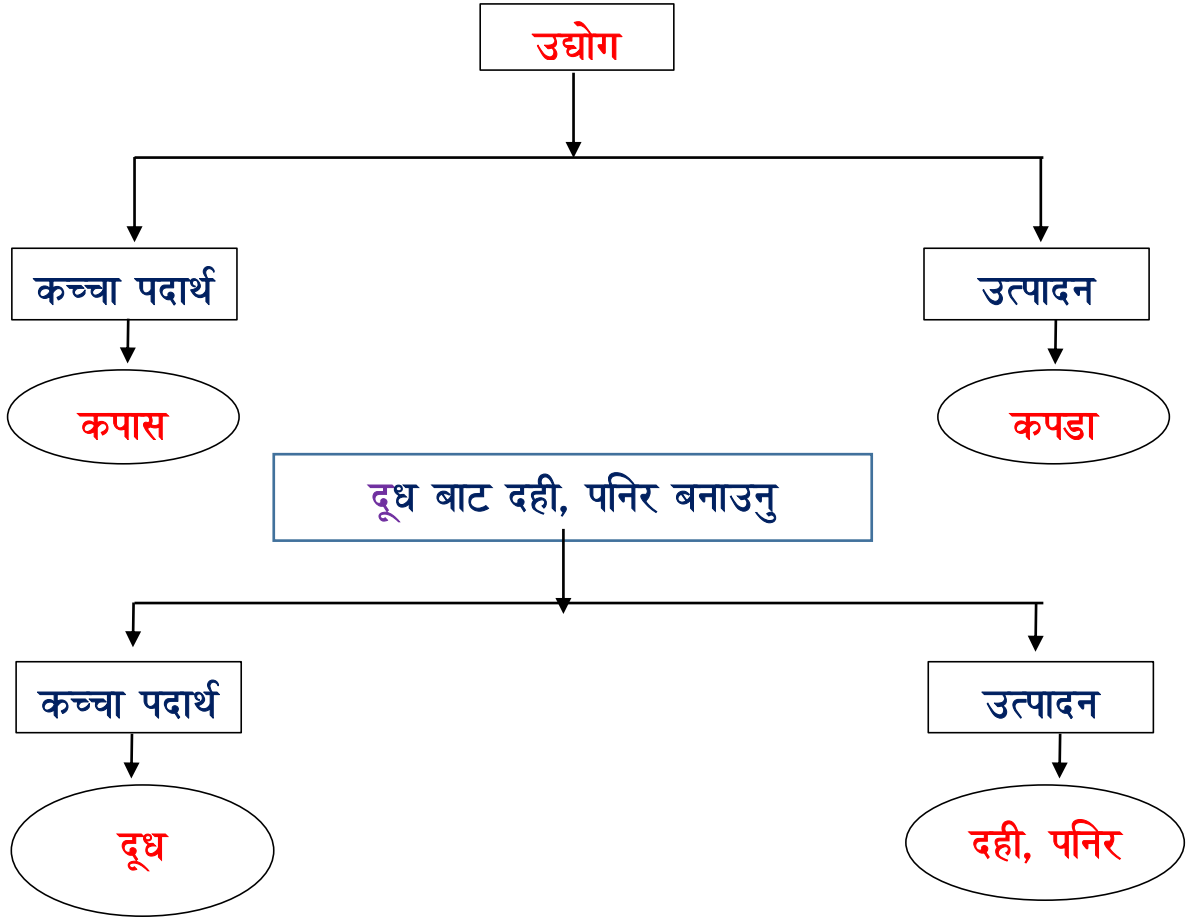 उद्योग
कच्चा पदार्थ
उत्पादन
कपास
कपडा
दूध बाट दही, पनिर बनाउनु
कच्चा पदार्थ
उत्पादन
दूध
दही, पनिर